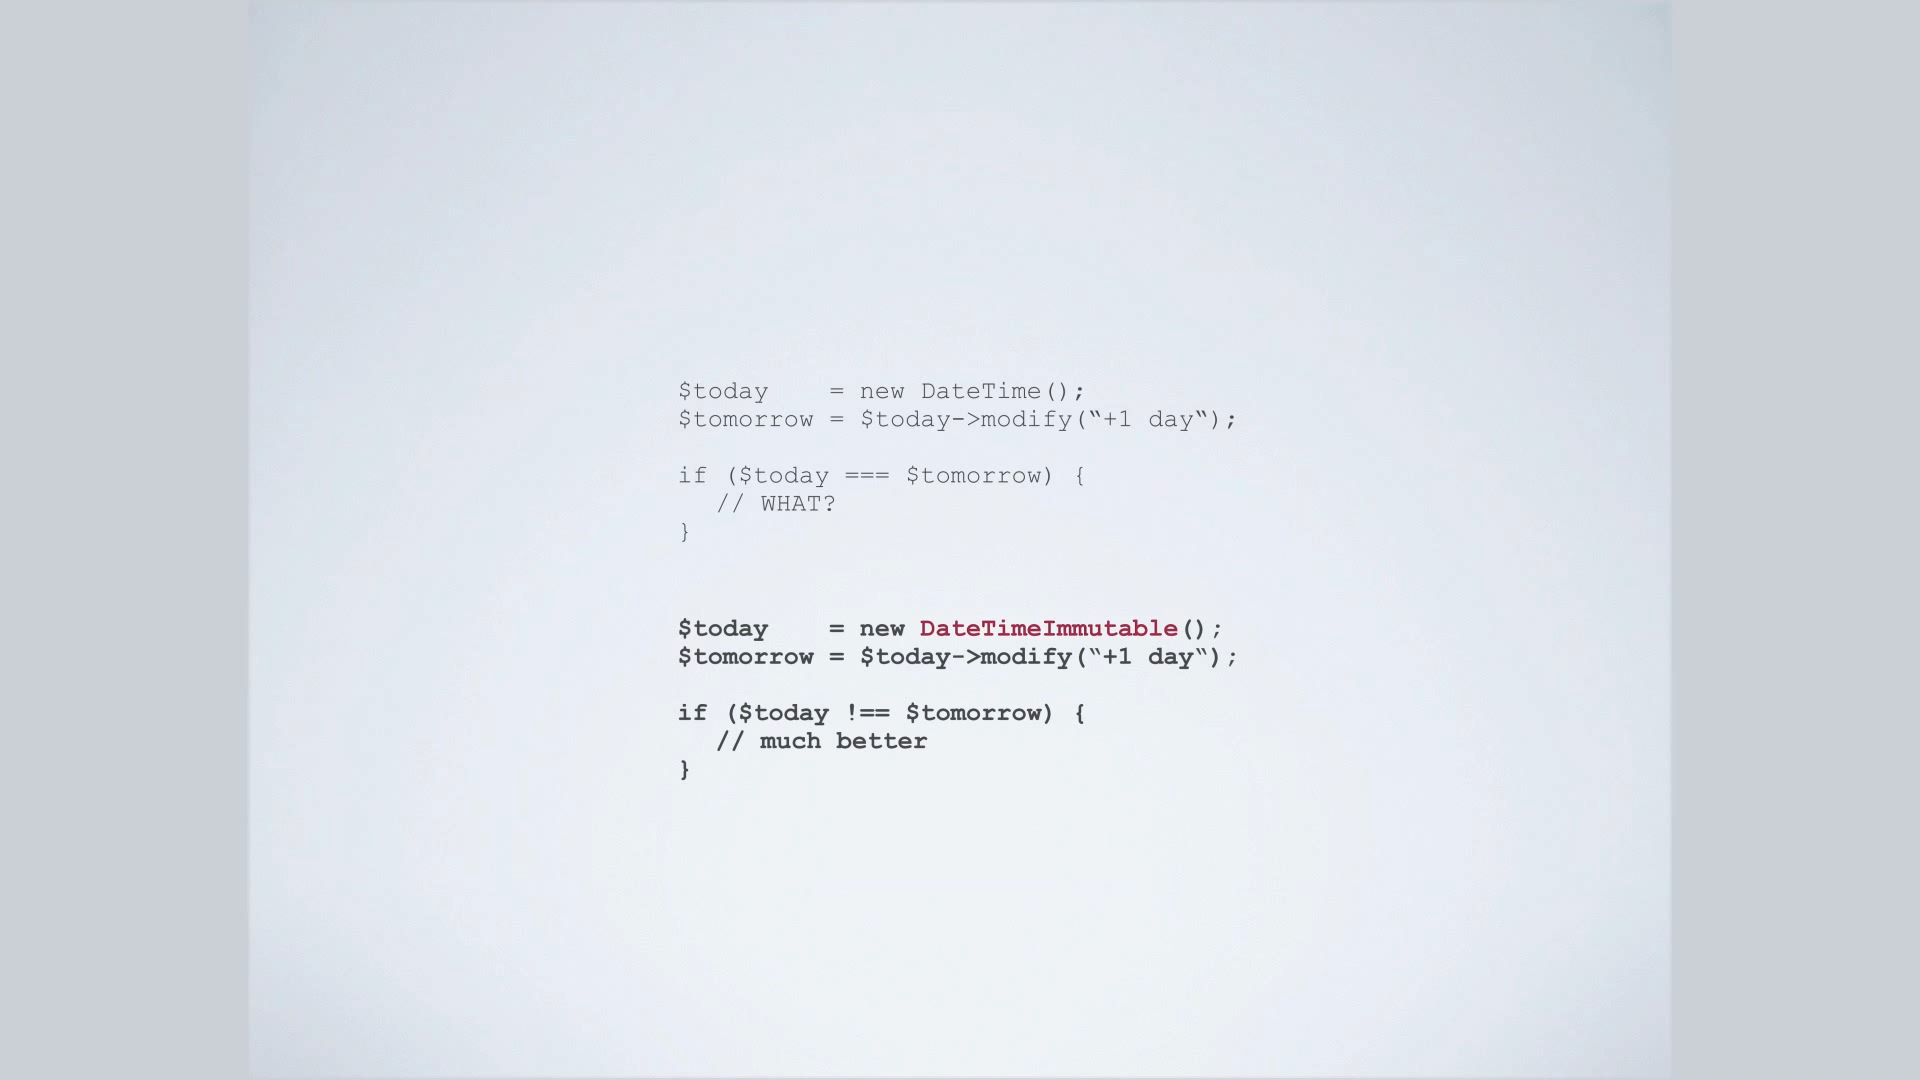 $today    = new DateTime();
$tomorrow = $today->modify(‟+1 day‟);
if ($today === $tomorrow) {
// WHAT?
}
$today    = new DateTimeImmutable();
$tomorrow = $today->modify(‟+1 day‟);
if ($today !== $tomorrow) {
// much better
}